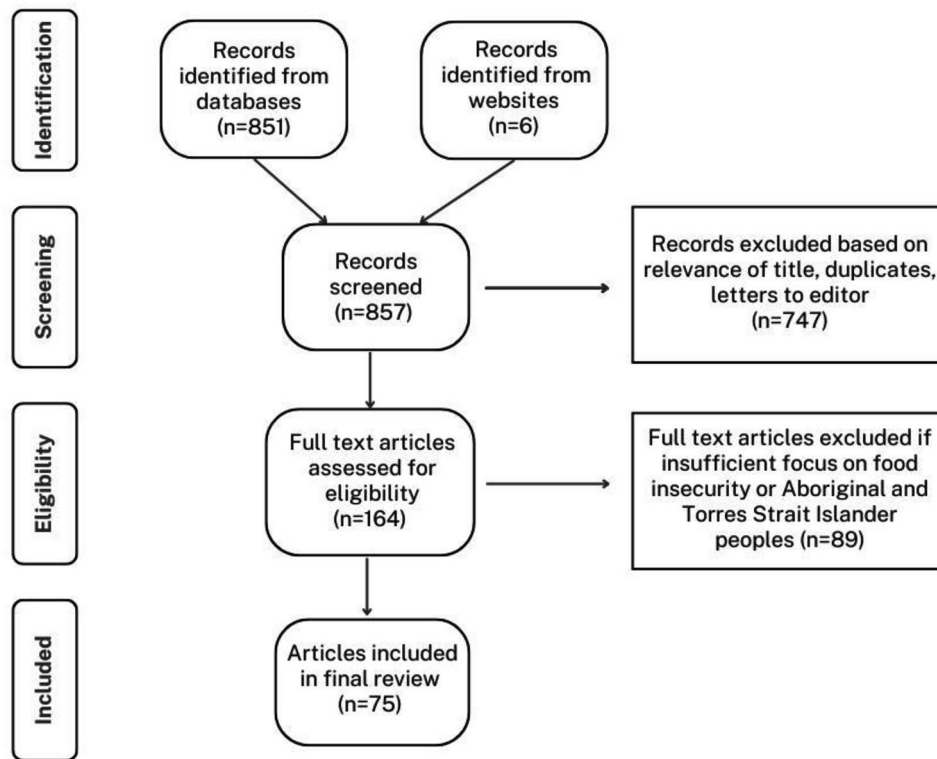 Identification
Records
identified from
databases
(n=851)
Records
identified from
websites
(n=6)
Screening
Records
screened
(n=857)
Records excluded based on
relevance of title, duplicates,
letters to editor
(n=747)
Eligibility
Full text articles
assessed for
eligibility
(n=164)
Full text articles excluded if
insufficient focus on food
insecurity or Aboriginal and
Torres Strait Islander
peoples (n=89)
Included
Articles included
in final review
(n=75)